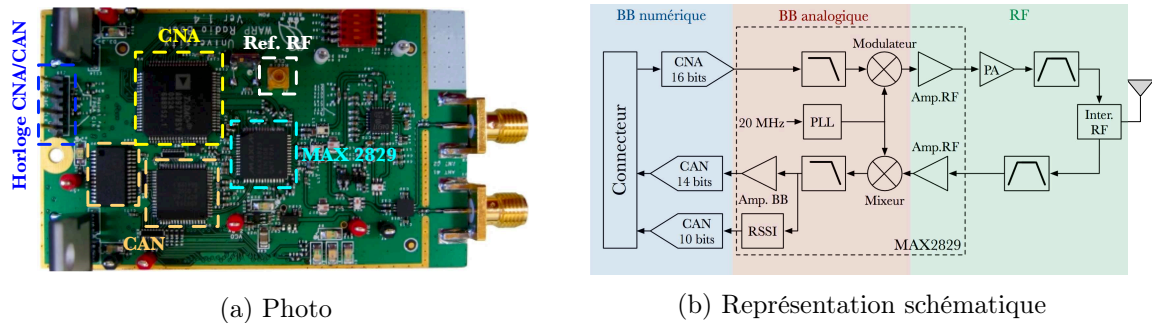 CNA
Ref. RF
Horloge CNA/CAN
MAX 2829
CAN
(a) Photo
BB numérique
BB analogique
RF
Connecteur
CNA
16 bits
Modulateur
Amp.RF
PA
Inter.
RF
20 MHz
PLL
CAN
14 bits
Amp. BB
Mixeur
Amp.RF
CAN
10 bits
RSSI
MAX2829
(b) Représentation schématique